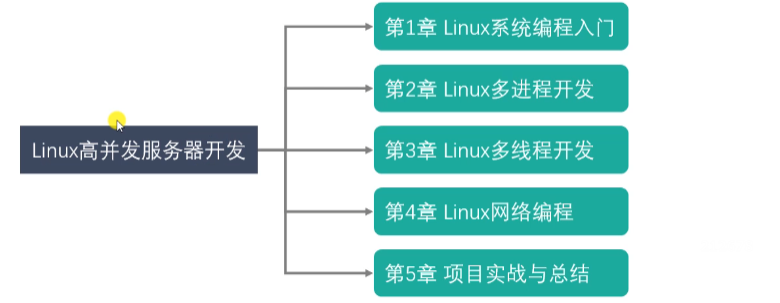 第1章 Linux系统编程入门
第2章 Linux多进程开发
Linux高并发服务器开发
第3章 Linux多线程开发
第4章 Linux网络编程
第5章 项目实战与总结